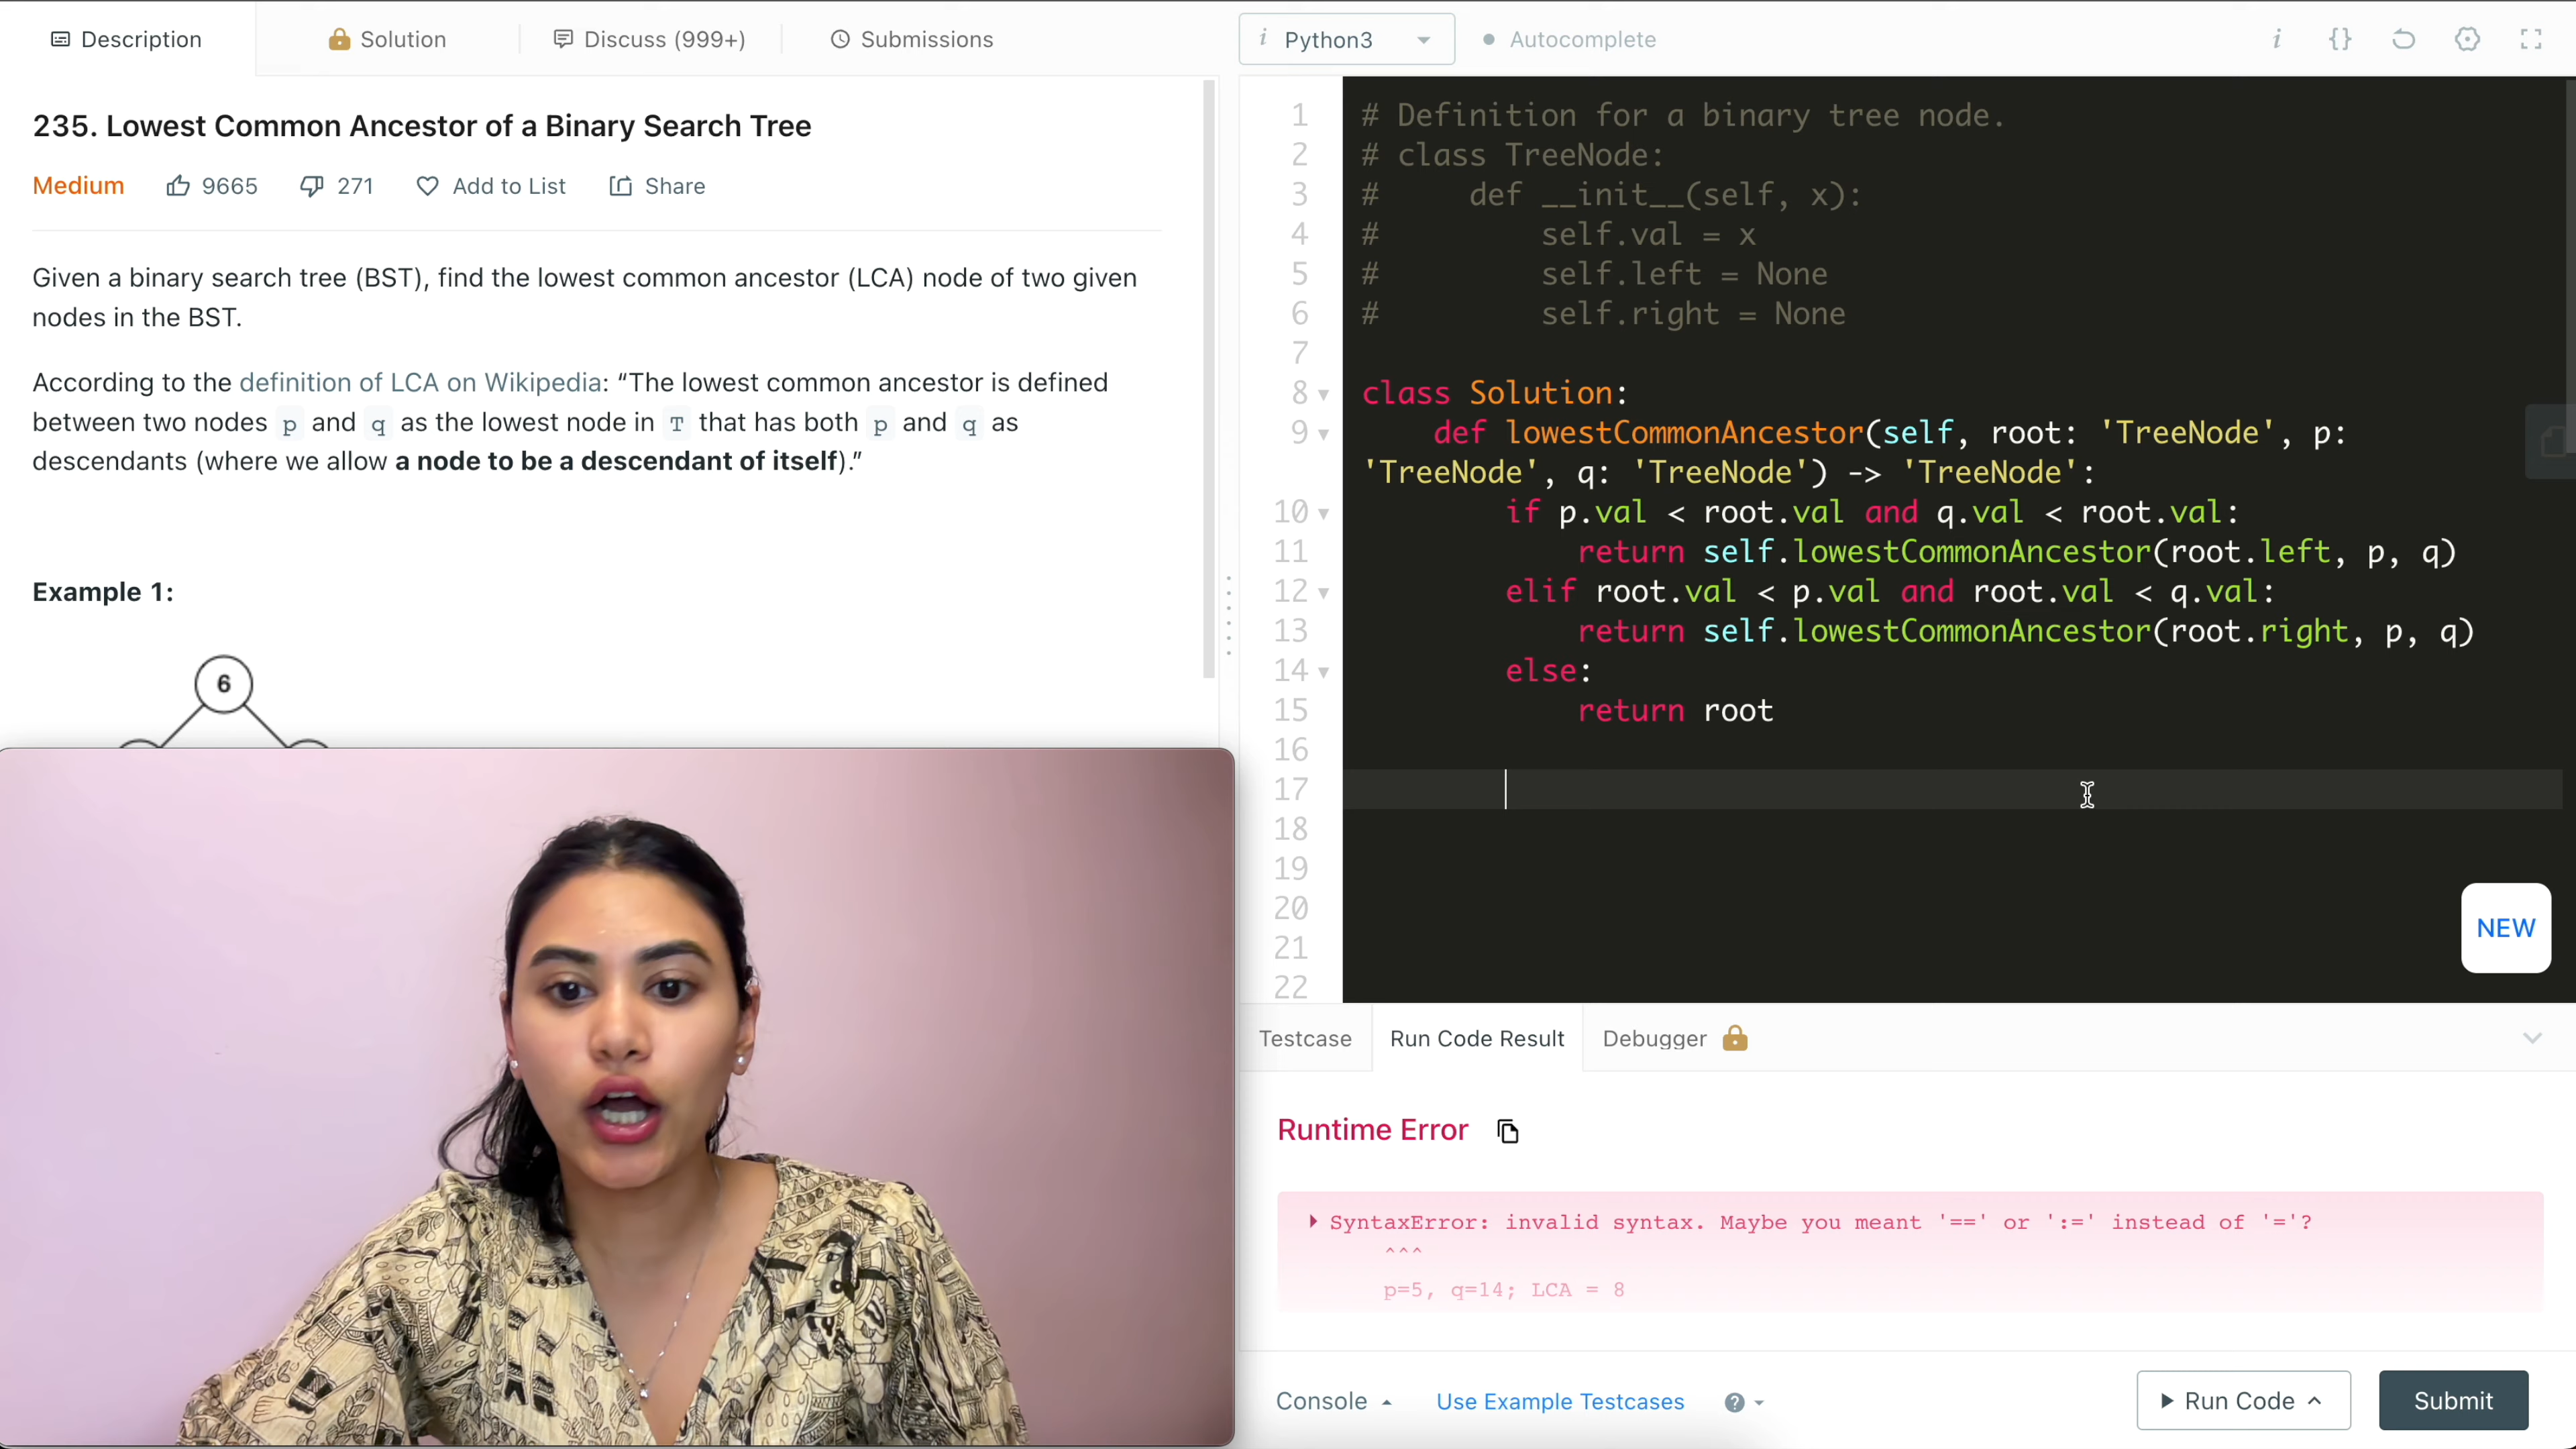 Description
Solution
Discuss (999+)
Submissions
i Python3
Autocomplete
i {}
235. Lowest Common Ancestor of a Binary Search Tree
Medium 9665 271 Add to List Share
Given a binary search tree (BST), find the lowest common ancestor (LCA) node of two given
nodes in the BST.
According to the definition of LCA on Wikipedia: “The lowest common ancestor is defined
between two nodes p and q as the lowest node in T that has both p and q as
descendants (where we allow a node to be a descendant of itself).”
Example 1:
6
1 # Definition for a binary tree node.
2 # class TreeNode:
3 #     def __init__(self, x):
4 #         self.val = x
5 #         self.left = None
6 #         self.right = None
7
8 class Solution:
9     def lowestCommonAncestor(self, root: 'TreeNode', p:
'TreeNode', q: 'TreeNode') -> 'TreeNode':
10         if p.val < root.val and q.val < root.val:
11             return self.lowestCommonAncestor(root.left, p, q)
12         elif root.val < p.val and root.val < q.val:
13             return self.lowestCommonAncestor(root.right, p, q)
14         else:
15             return root
16
17
18
19
20
21
22
NEW
Testcase
Run Code Result
Debugger
Runtime Error
SyntaxError: invalid syntax. Maybe you meant '==' or ':=' instead of '='?
^^^
p=5, q=14; LCA = 8
Console
Use Example Testcases
?
Run Code
Submit